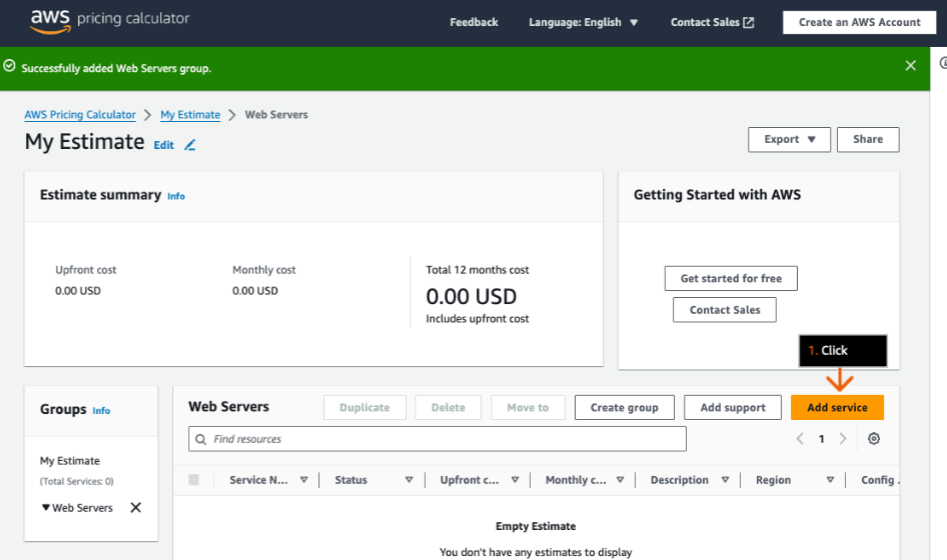 aws pricing calculator
Feedback
Language: English
Contact Sales
Create an AWS Account
Successfully added Web Servers group.
AWS Pricing Calculator
My Estimate
Web Servers
My Estimate Edit
Export
Share
Estimate summary Info
Upfront cost
0.00 USD
Monthly cost
0.00 USD
Total 12 months cost
0.00 USD
Includes upfront cost
Getting Started with AWS
Get started for free
Contact Sales
1. Click
Groups Info
My Estimate
(Total Services: 0)
Web Servers
Web Servers
Duplicate
Delete
Move to
Create group
Add support
Add service
Find resources
1
Service N...
Status
Upfront c...
Monthly c...
Description
Region
Config .
Empty Estimate
You don't have any estimates to display